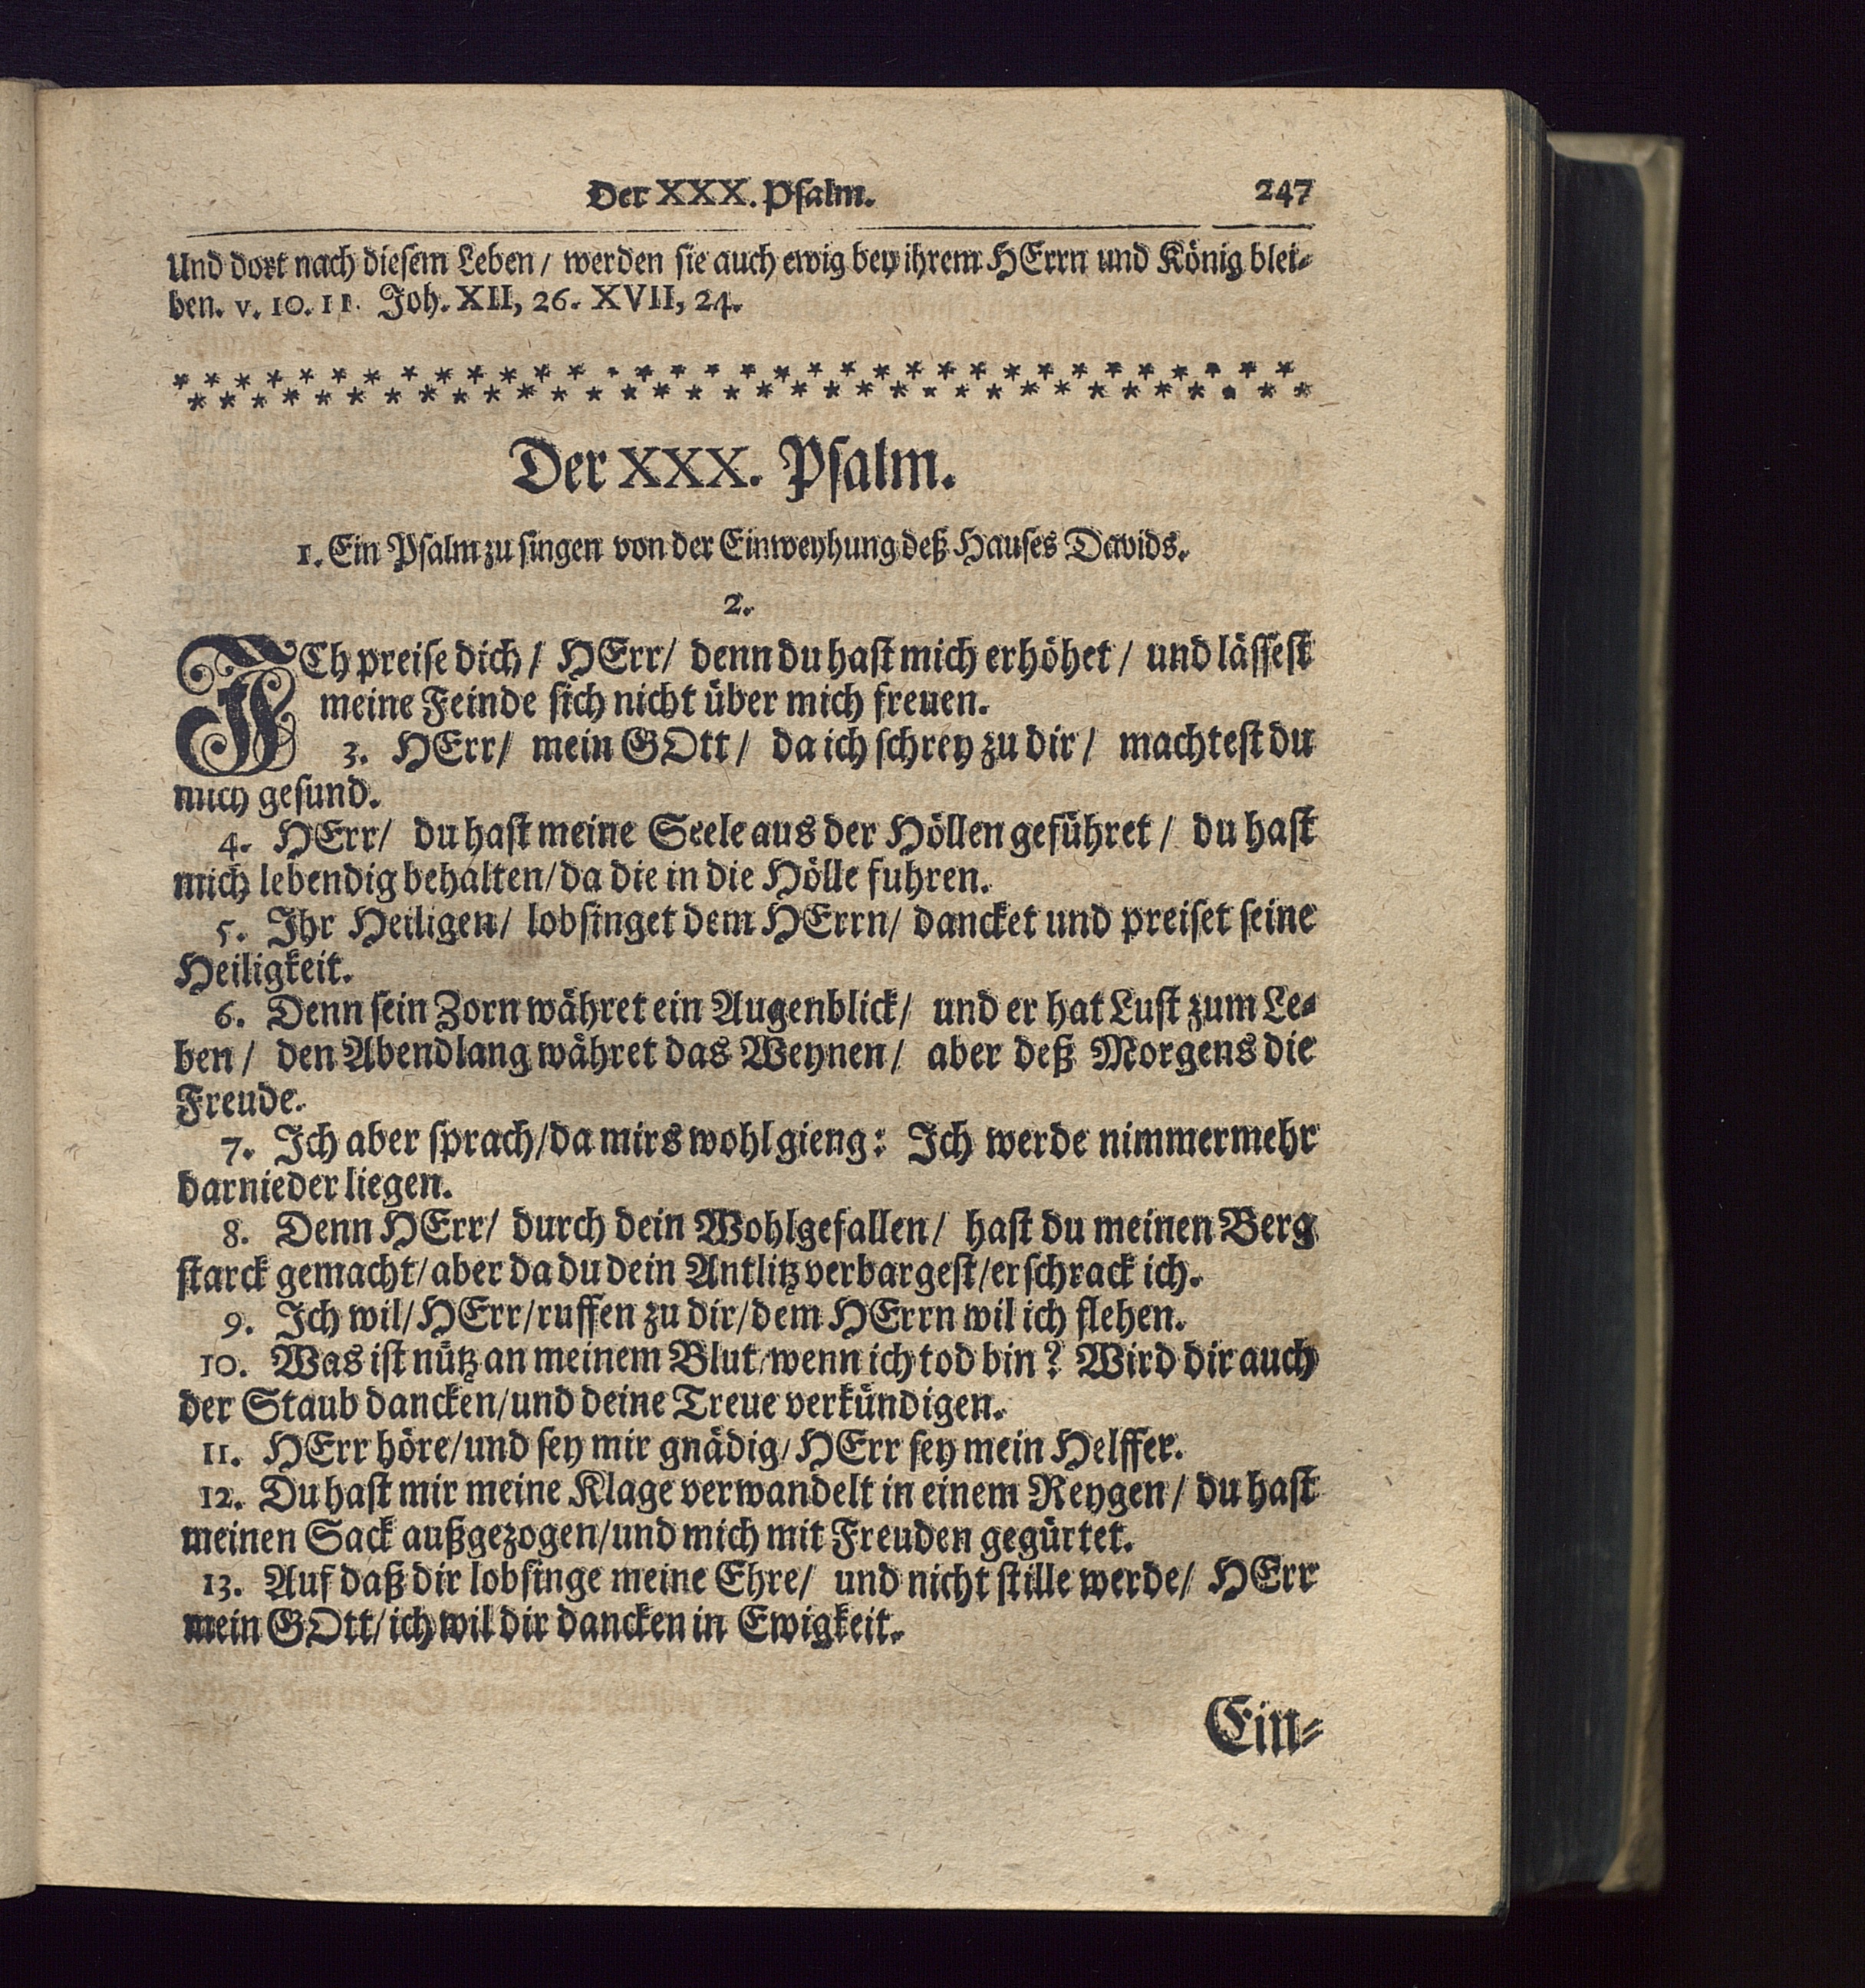 Der XXX. Psalm. 247
Und dort nach diesem Leben / werden sie auch ewig bey ihrem HErrn und König blei-
ben. v. 10. 11. Joh. XII, 26. XVII, 24.
Der XXX. Psalm.
1. Ein Psalm zu singen von der Einweyhung deß Hauses Davids.
2.
ICh preise dich / HErr / denn du hast mich erhöhet / und lässest
meine Feinde sich nicht über mich freuen.
3. HErr / mein GOtt / da ich schrey zu dir / machtest du
mich gesund.
4. HErr / du hast meine Seele aus der Höllen geführet / du hast
mich lebendig behalten / da die in die Hölle fuhren.
5. Ihr Heiligen / lobsinget dem HErrn / dancket und preiset seine
Heiligkeit.
6. Denn sein Zorn währet ein Augenblick / und er hat Lust zum Le-
ben / den Abend lang währet das Weynen / aber deß Morgens die
Freude.
7. Ich aber sprach / da mirs wohl gieng: Ich werde nimmermehr
darnieder liegen.
8. Denn HErr / durch dein Wohlgefallen / hast du meinen Berg
starck gemacht / aber da du dein Antlitz verbargest / erschrack ich.
9. Ich wil / HErr / ruffen zu dir / dem HErrn wil ich flehen.
10. Was ist nütz an meinem Blut / wenn ich tod bin? Wird dir auch
der Staub dancken / und deine Treue verkündigen.
11. HErr höre / und sey mir gnädig / HErr sey mein Helffer.
12. Du hast mir meine Klage verwandelt in einem Reygen / du hast
meinen Sack außgezogen / und mich mit Freuden gegürtet.
13. Auf daß dir lobsinge meine Ehre / und nicht stille werde / HErr
mein GOtt / ich wil dir dancken in Ewigkeit.
Ein-